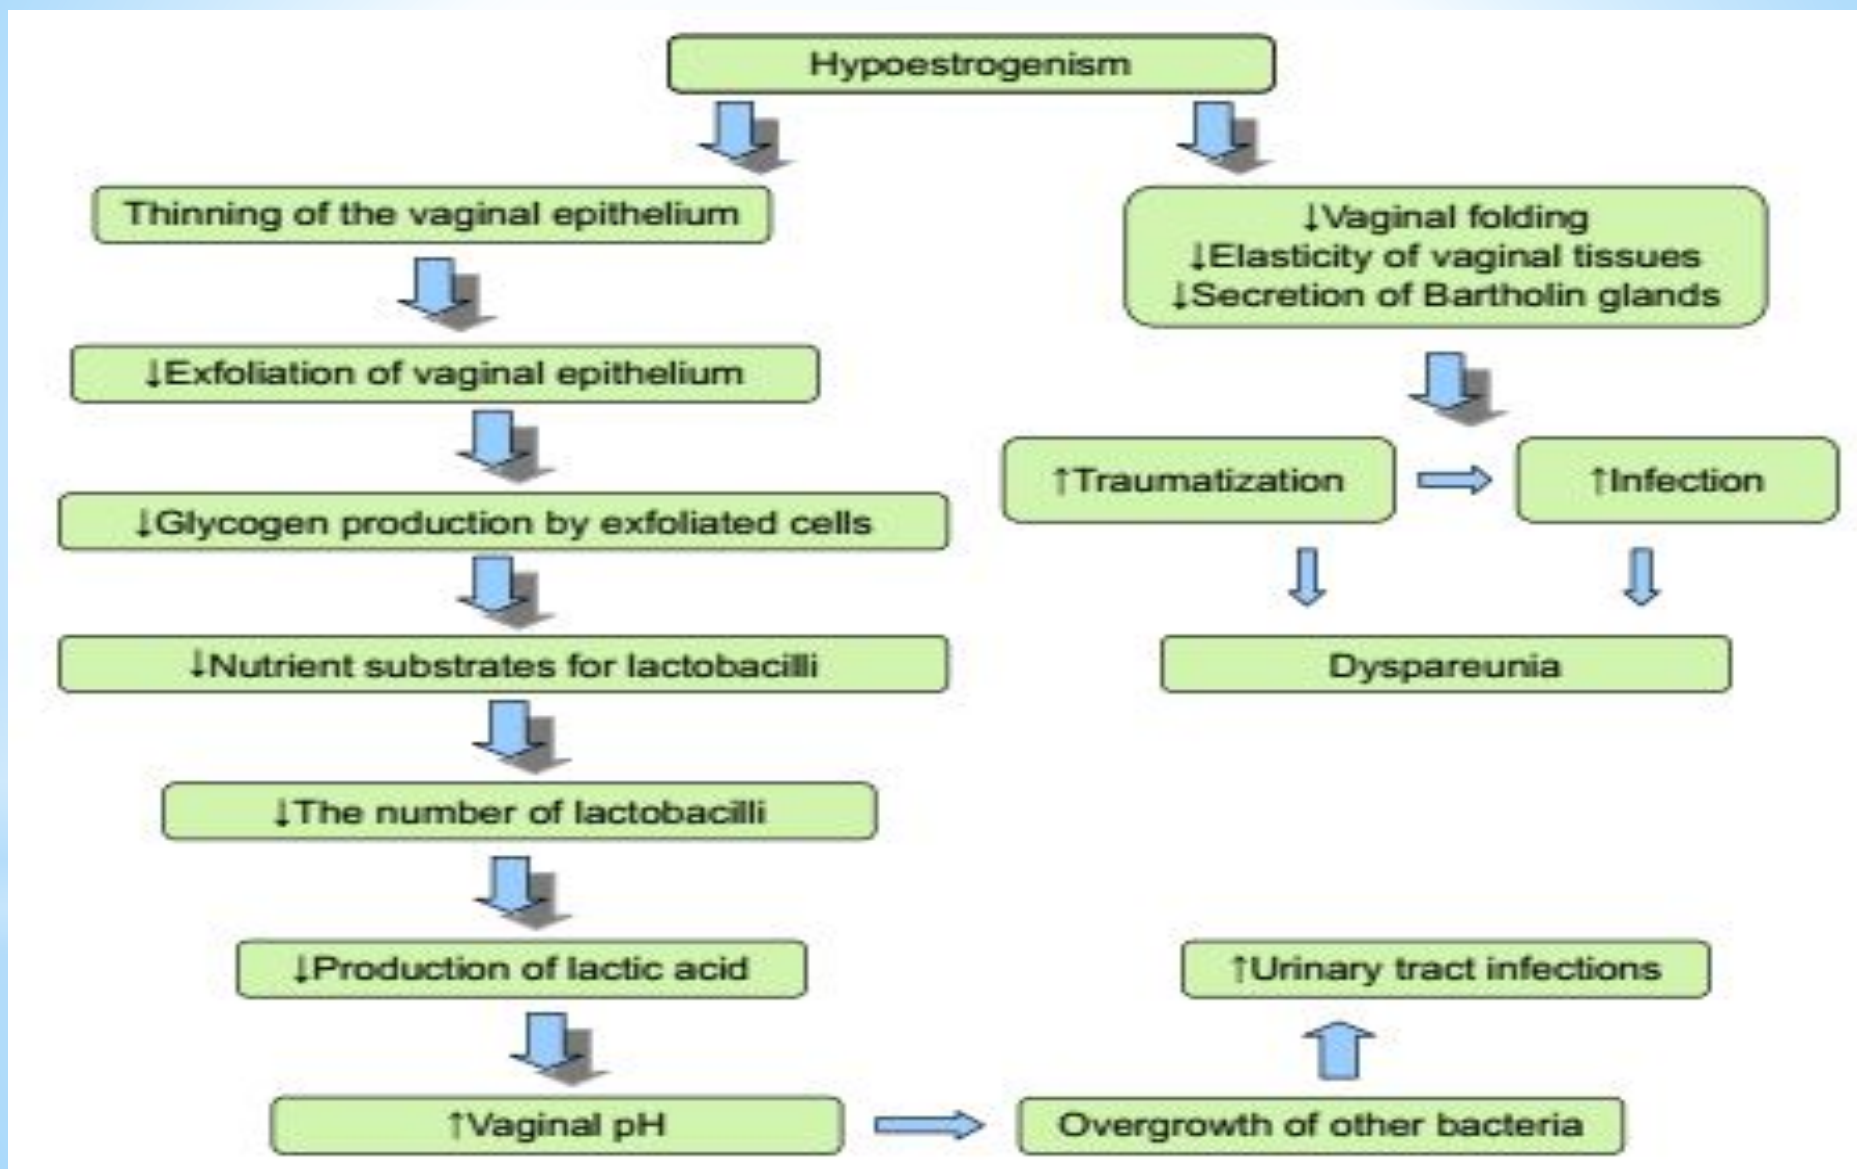 Hypoestrogenism
Thinning of the vaginal epithelium
↓Exfoliation of vaginal epithelium
↓Glycogen production by exfoliated cells
↓Nutrient substrates for lactobacilli
↓The number of lactobacilli
↓Production of lactic acid
↑Vaginal pH
Overgrowth of other bacteria
↑Urinary tract infections
↓Vaginal folding
↓Elasticity of vaginal tissues
↓Secretion of Bartholin glands
↑Traumatization
↑Infection
Dyspareunia